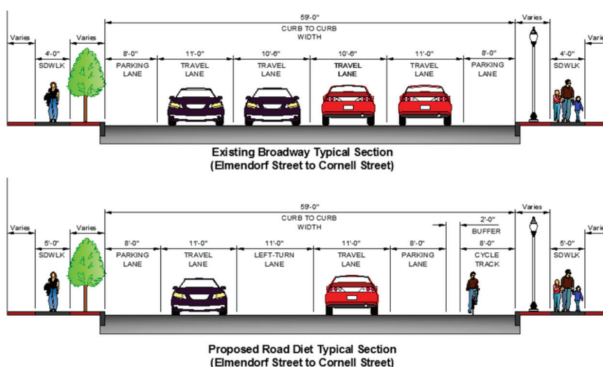 59'-0"
CURB TO CURB
WIDTH
Varies
4'-0"
SDWLK
Varies
8'-0"
PARKING
LANE
11'-0"
TRAVEL
LANE
10'-6"
TRAVEL
LANE
10'-6"
TRAVEL
LANE
11'-0"
TRAVEL
LANE
8'-0"
PARKING
LANE
Varies
4'-0"
SDWLK
Varies
Existing Broadway Typical Section
(Elmendorf Street to Cornell Street)
59'-0"
CURB TO CURB
WIDTH
Varies
5'-0"
SDWLK
Varies
8'-0"
PARKING
LANE
11'-0"
TRAVEL
LANE
11'-0"
LEFT-TURN
LANE
11'-0"
TRAVEL
LANE
8'-0"
PARKING
LANE
2'-0"
BUFFER
8'-0"
CYCLE
TRACK
Varies
5'-0"
SDWLK
Varies
Proposed Road Diet Typical Section
(Elmendorf Street to Cornell Street)